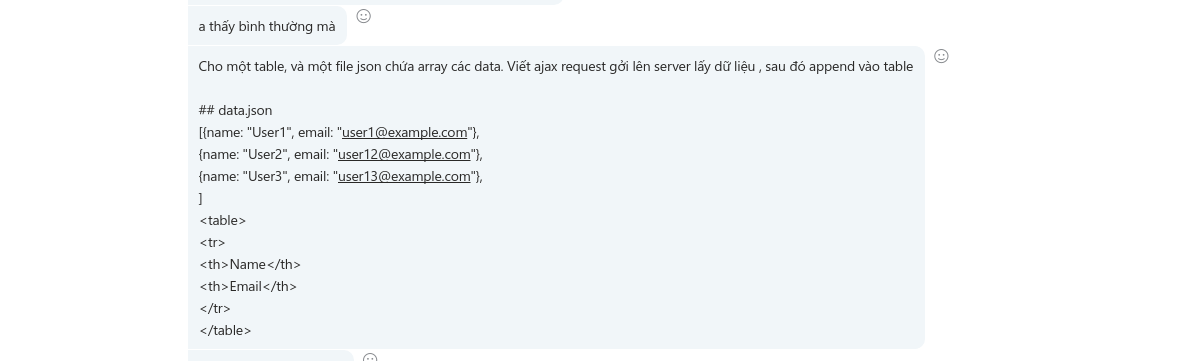 a thấy bình thường mà
Cho một table, và một file json chứa array các data. Viết ajax request gởi lên server lấy dữ liệu , sau đó append vào table
## data.json
[{name: "User1", email: "user1@example.com"},
{name: "User2", email: "user12@example.com"},
{name: "User3", email: "user13@example.com"},
]
<table>
<tr>
<th>Name</th>
<th>Email</th>
</tr>
</table>